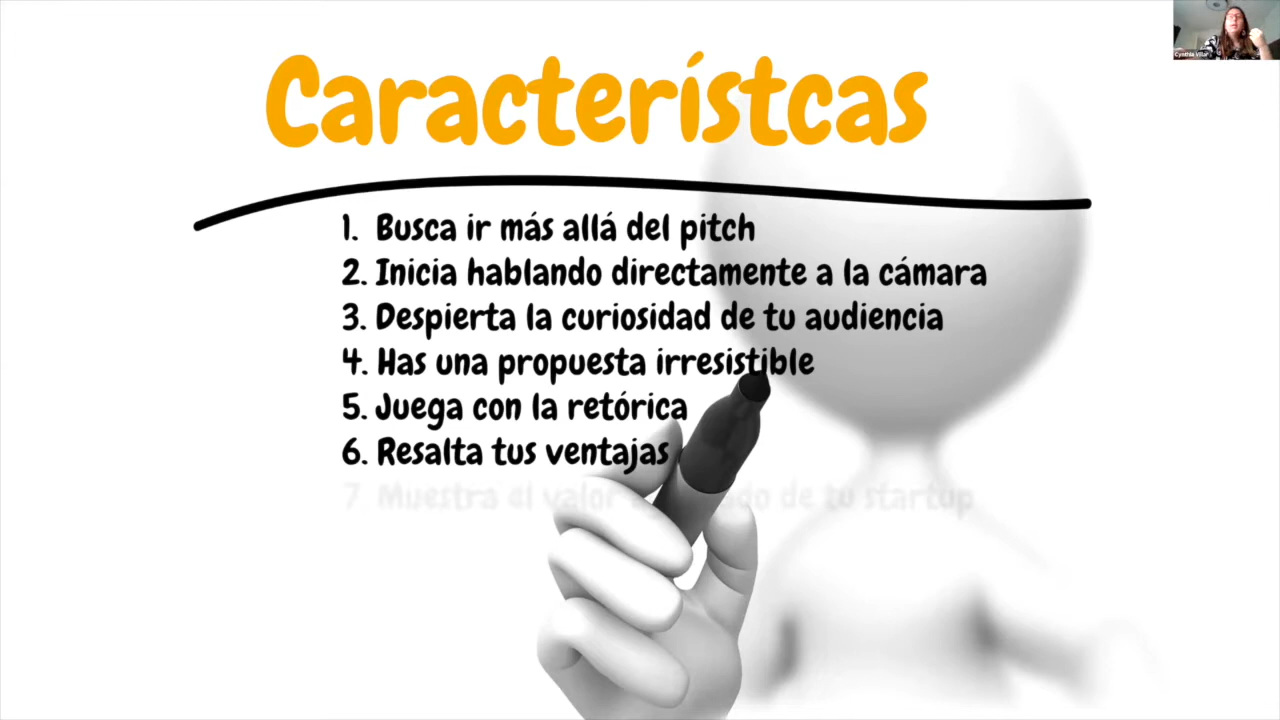 Característcas
1. Busca ir más allá del pitch
2. Inicia hablando directamente a la cámara
3. Despierta la curiosidad de tu audiencia
4. Has una propuesta irresistible
5. Juega con la retórica
6. Resalta tus ventajas
7 Muestra el valor de tu startup
Cynthia Villar